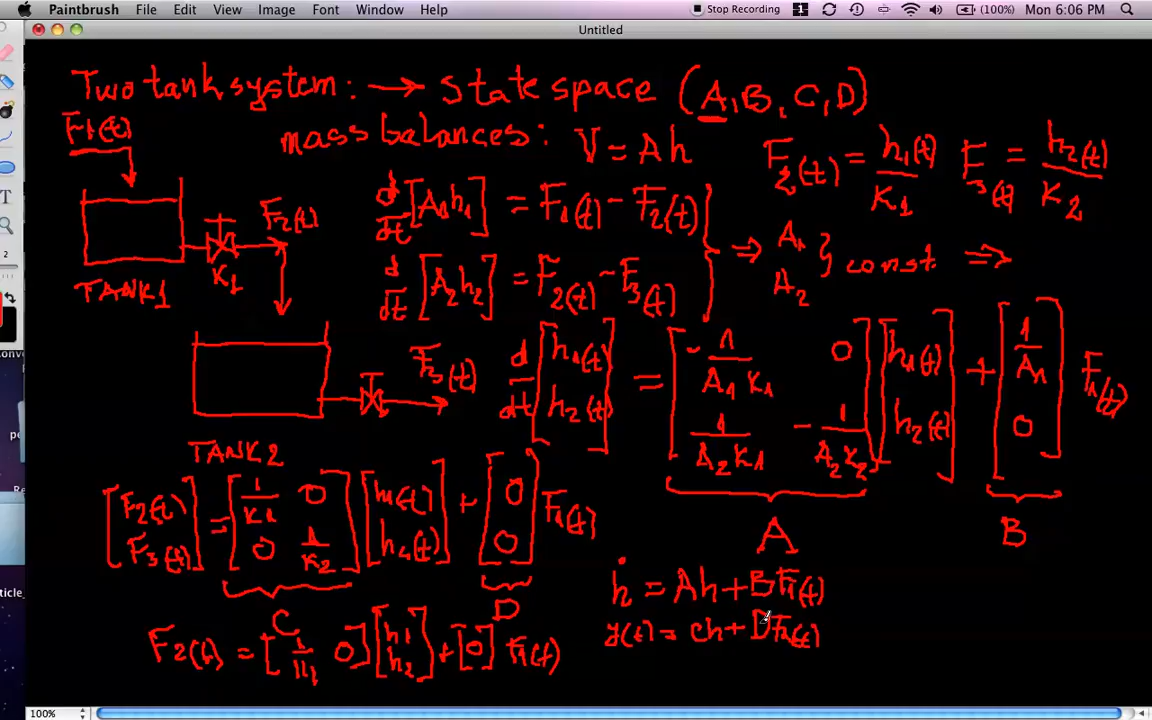 Paintbrush File Edit View Image Font Window Help Stop Recording 1 (100%) Mon 6:06 PM
Untitled
Two tank system: → state space (A, B, C, D)
F1(t)
mass balances: V = Ah
F2(t) = h1(t)/K1 F3(t) = h2(t)/K2
d/dt [A1h1] = F1(t) - F2(t)
F2(t)
K1
TANK1
d/dt [A2h2] = F2(t) - F3(t)
⇒ A1 A2 } const ⇒
F3(t)
TANK2
d/dt [h1(t) h2(t)] = [-1/A1K1 0 1/A2K1 -1/A2K2] [h1(t) h2(t)] + [1/A1 0] F1(t)
A B
[F2(t) F3(t)] = [1/K1 0 0 1/K2] [h1(t) h2(t)] + [0 0] F1(t)
C D
ḣ = Ah + BF1(t)
y(t) = Ch + DF1(t)
F2(t) = [1/K1 0] [h1 h2] + [0] F1(t)
100%